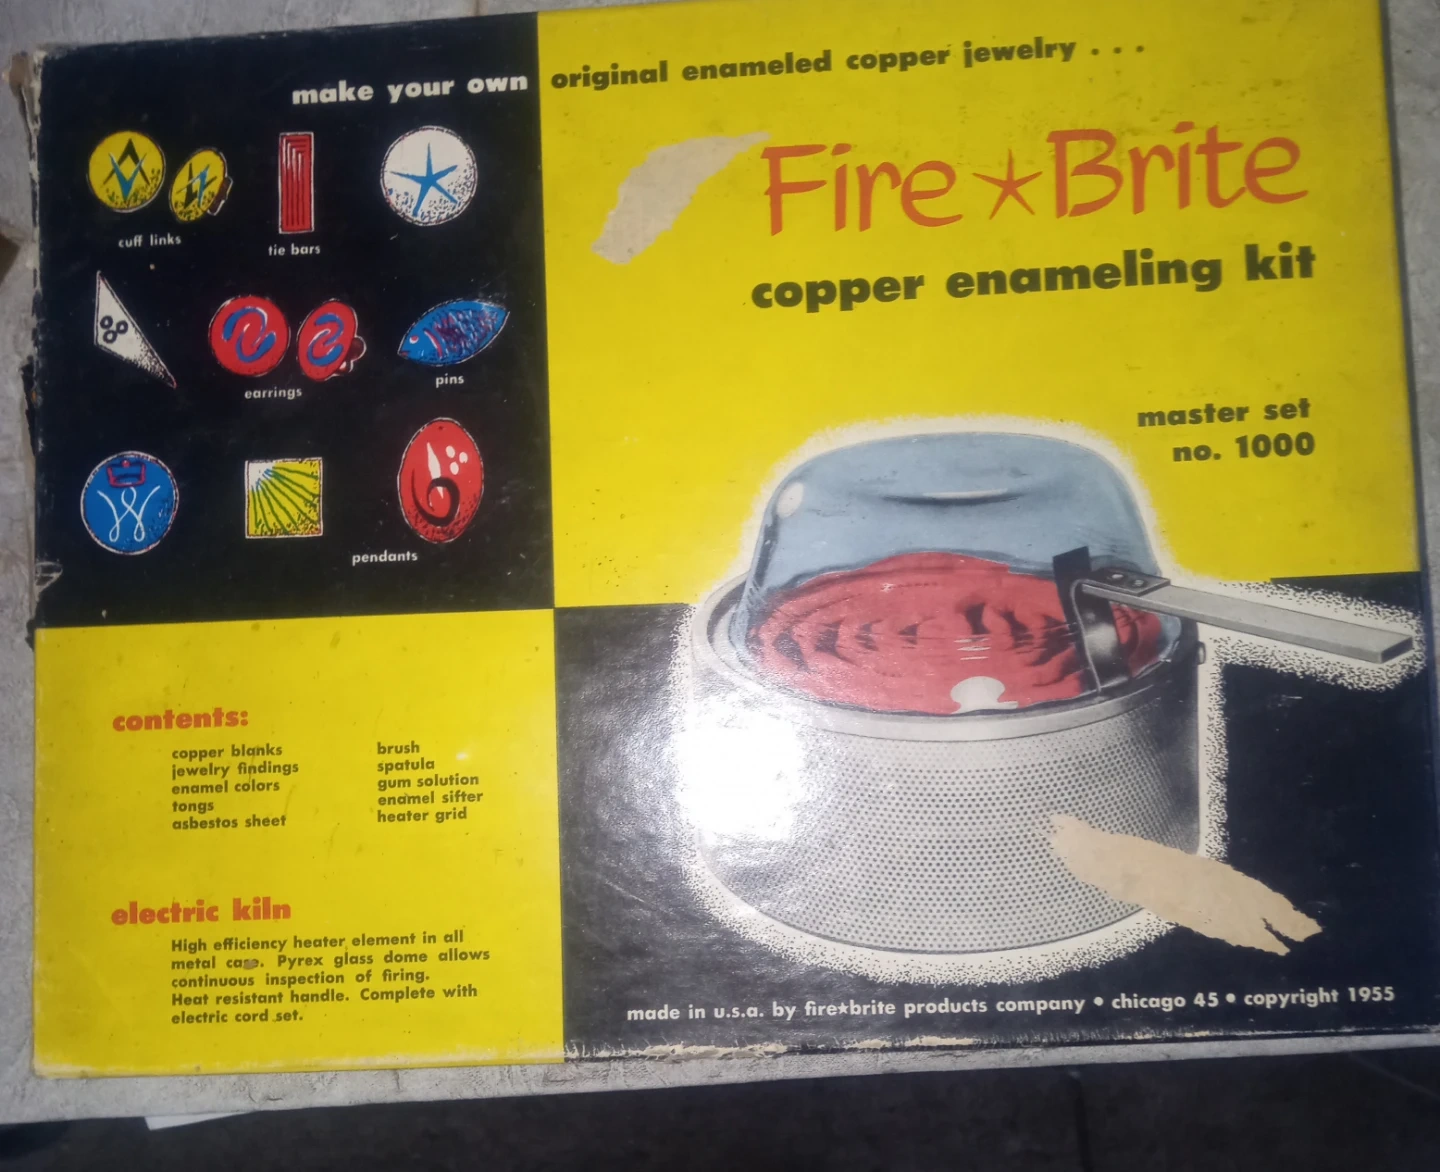 make your own original enameled copper jewelry . . .
Fire★Brite
copper enameling kit
master set
no. 1000
cuff links
tie bars
earrings
pins
pendants
contents:
copper blanks
jewelry findings
enamel colors
tongs
asbestos sheet
brush
spatula
gum solution
enamel sifter
heater grid
electric kiln
High efficiency heater element in all
metal case. Pyrex glass dome allows
continuous inspection of firing.
Heat resistant handle. Complete with
electric cord set.
made in u.s.a. by fire★brite products company • chicago 45 • copyright 1955